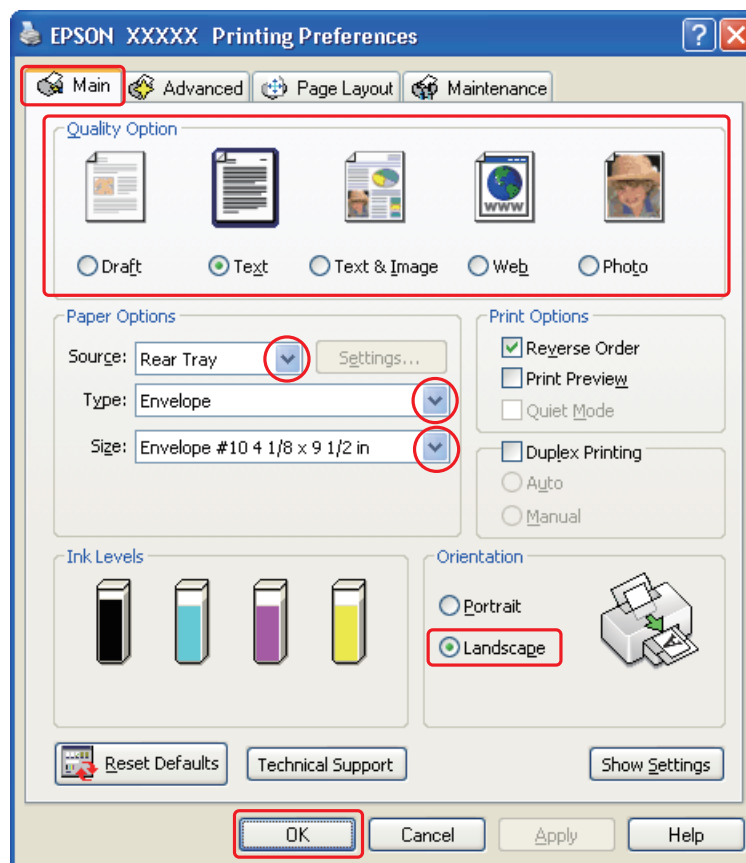 EPSON XXXXX Printing Preferences
Main Advanced Page Layout Maintenance
Quality Option
WWW
Draft Text Text & Image Web Photo
Paper Options
Source: Rear Tray Settings...
Type: Envelope
Size: Envelope #10 4 1/8 x 9 1/2 in
Print Options
Reverse Order
Print Preview
Quiet Mode
Duplex Printing
Auto
Manual
Ink Levels
Orientation
Portrait
Landscape
A
Reset Defaults Technical Support Show Settings
OK Cancel Apply Help